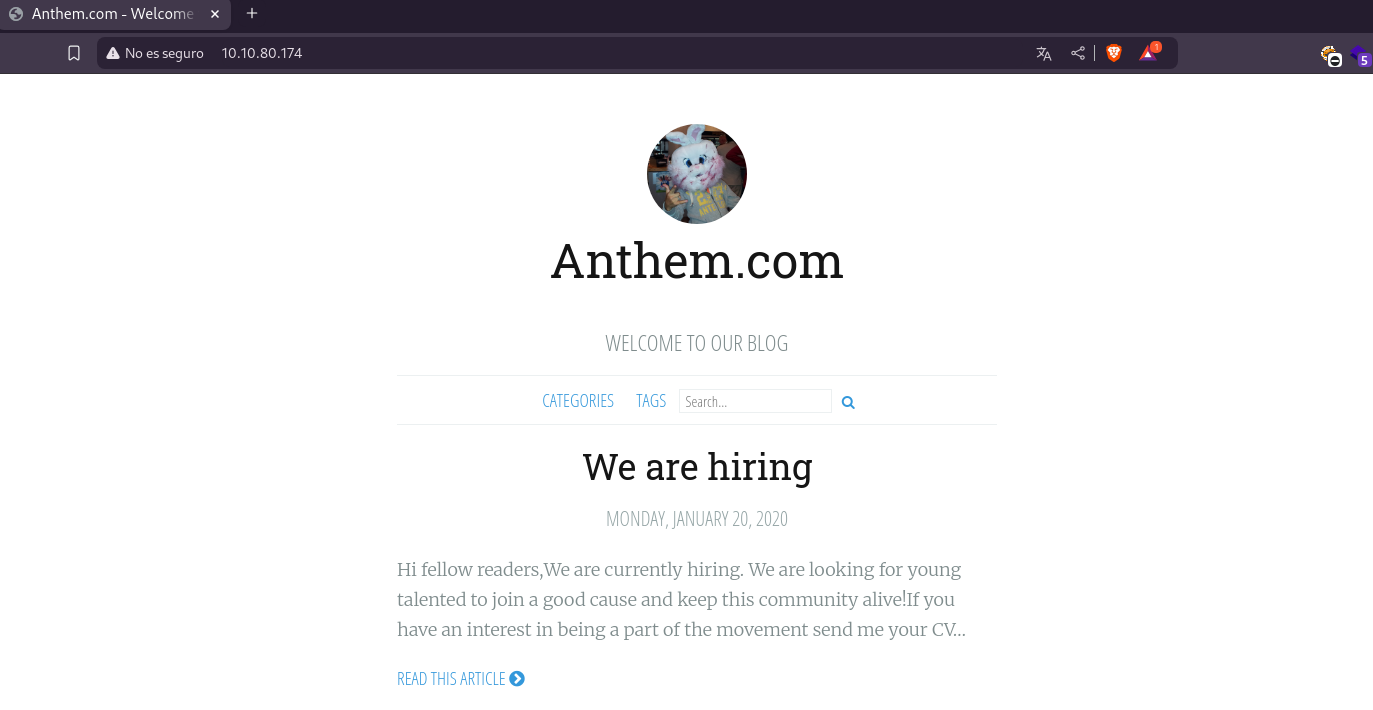 Anthem.com - Welcome
No es seguro 10.10.80.174
1
5
Anthem.com
WELCOME TO OUR BLOG
CATEGORIES TAGS Search...
We are hiring
MONDAY, JANUARY 20, 2020
Hi fellow readers,We are currently hiring. We are looking for young
talented to join a good cause and keep this community alive!If you
have an interest in being a part of the movement send me your CV...
READ THIS ARTICLE